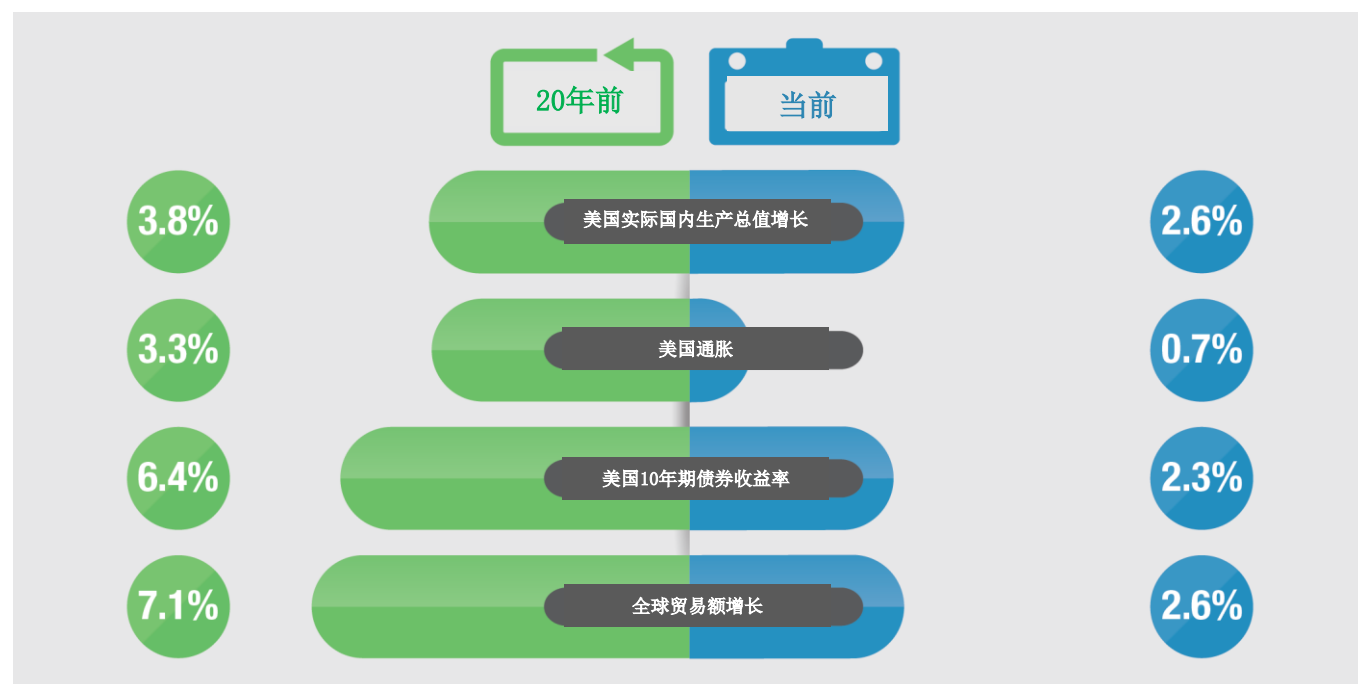 20年前
当前
3.8%
美国实际国内生产总值增长
2.6%
3.3%
美国通胀
0.7%
6.4%
美国10年期债券收益率
2.3%
7.1%
全球贸易额增长
2.6%